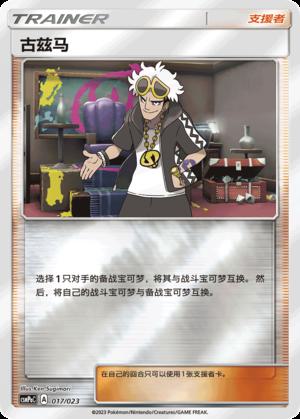 TRAINER 支援者
古兹马
选择1只对手的备战宝可梦，将其与战斗宝可梦互换。然
后，将自己的战斗宝可梦与备战宝可梦互换。
Illus. Ken Sugimori
A 017/023
在自己的回合只可以使用1张支援者卡。
©2023 Pokémon/Nintendo/Creatures/GAME FREAK.